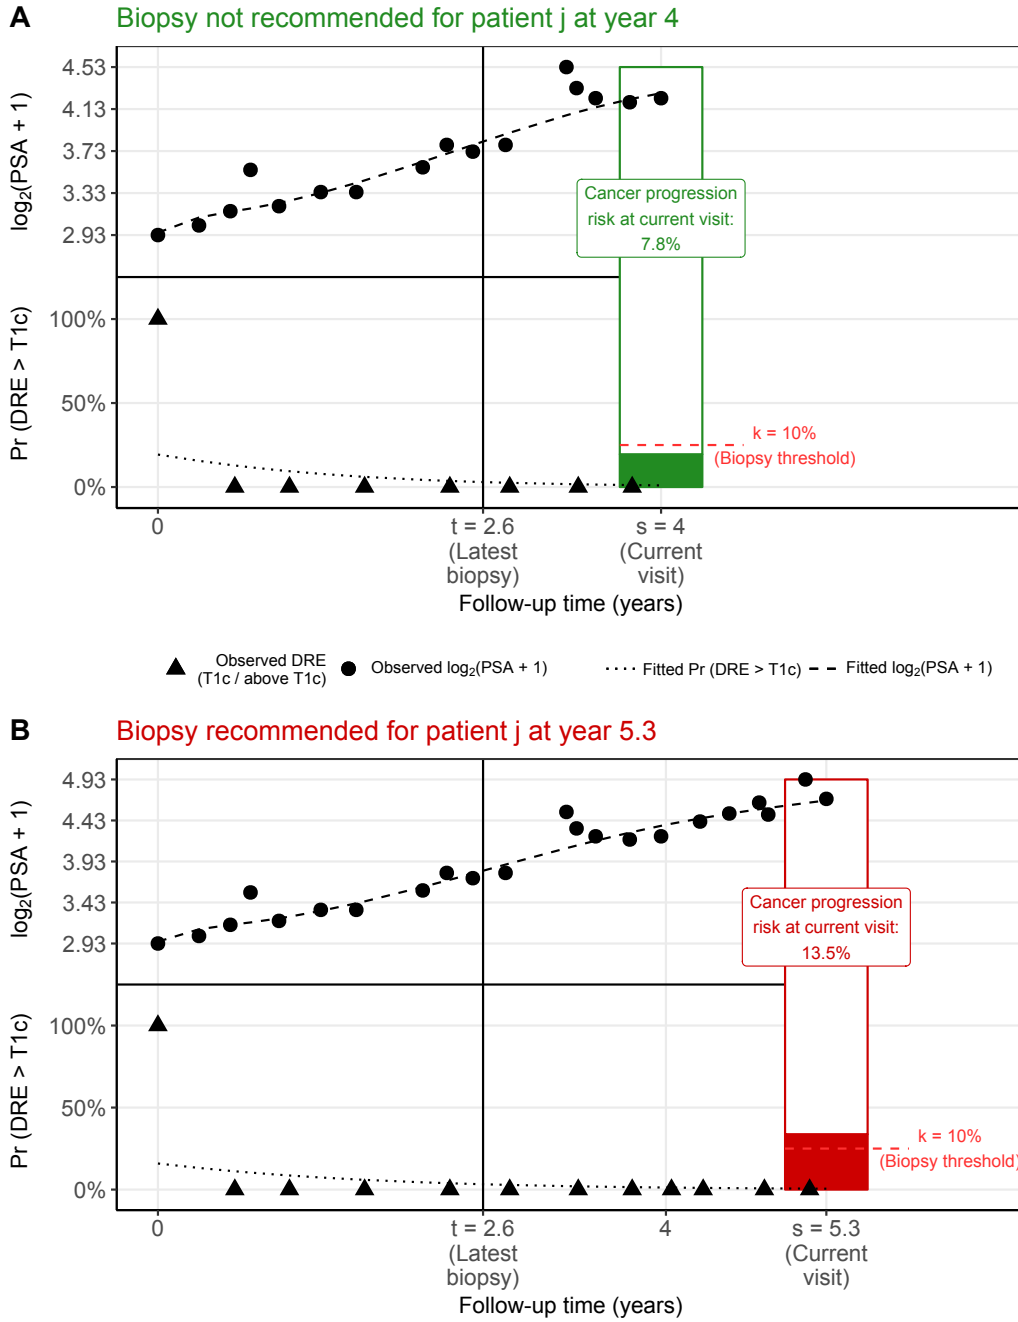 A
Biopsy not recommended for patient j at year 4
log₂(PSA + 1)
4.53
4.13
3.73
3.33
2.93
Cancer progression
risk at current visit:
7.8%
Pr (DRE > T1c)
100%
50%
0%
k = 10%
(Biopsy threshold)
0
t = 2.6
(Latest
biopsy)
s = 4
(Current
visit)
Follow-up time (years)
Observed DRE
(T1c / above T1c)
Observed log₂(PSA + 1)
Fitted Pr (DRE > T1c)
Fitted log₂(PSA + 1)
B
Biopsy recommended for patient j at year 5.3
log₂(PSA + 1)
4.93
4.43
3.93
3.43
2.93
Cancer progression
risk at current visit:
13.5%
Pr (DRE > T1c)
100%
50%
0%
k = 10%
(Biopsy threshold)
0
t = 2.6
(Latest
biopsy)
4
s = 5.3
(Current
visit)
Follow-up time (years)